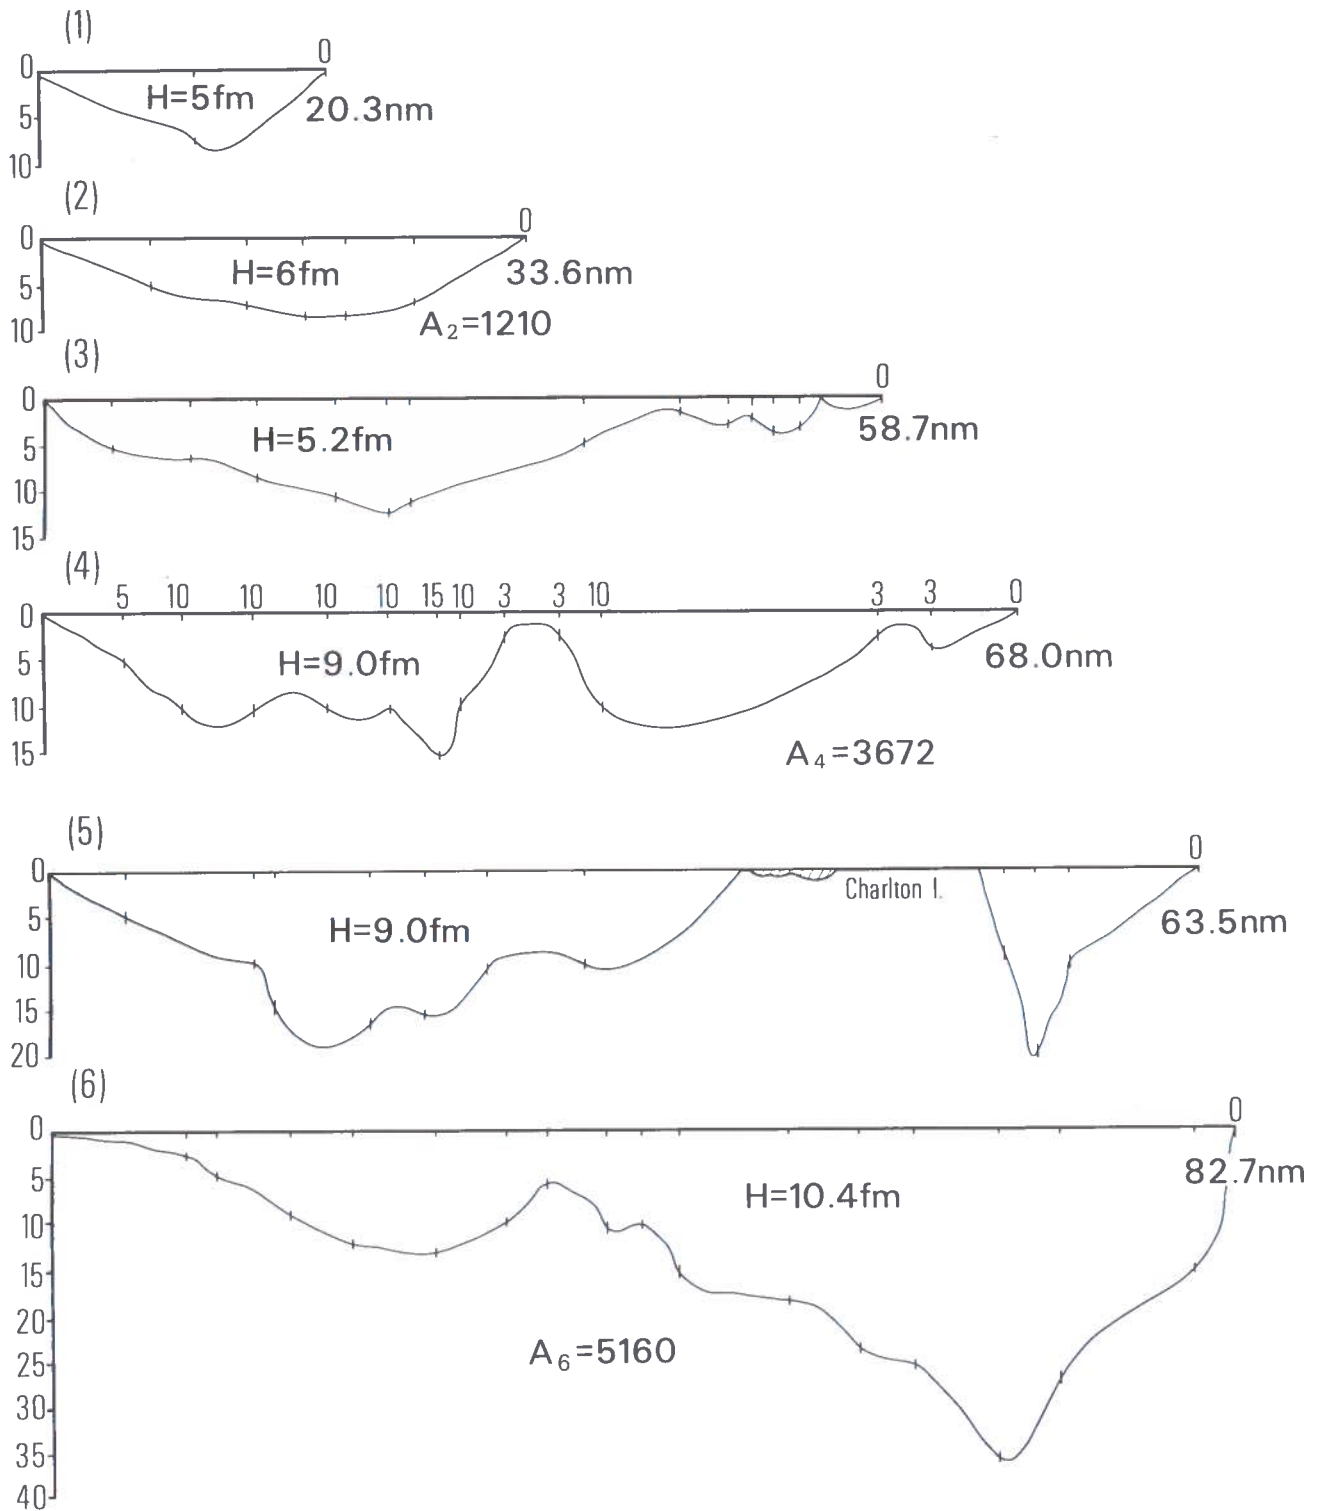 (1)
0 0
H=5fm 20.3nm
5
10
(2)
0 0
H=6fm 33.6nm
5
10 A₂=1210
(3)
0 0
H=5.2fm 58.7nm
5
10
15
(4)
5 10 10 10 10 15 10 3 3 10 3 3 0
0
5 H=9.0fm 68.0nm
10
15 A₄=3672
(5)
0 0
Charlton I.
5 H=9.0fm 63.5nm
10
15
20
(6)
0 0
5 H=10.4fm 82.7nm
10
15
20
25 A₆=5160
30
35
40